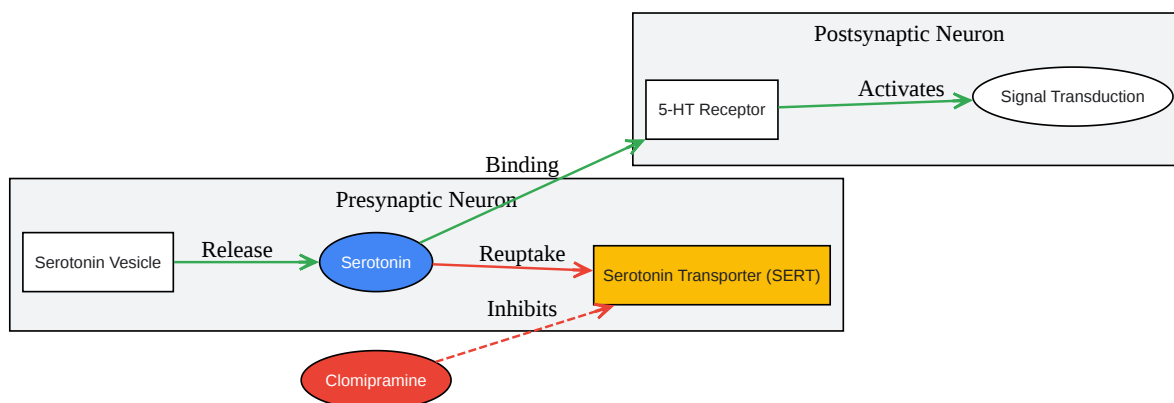 Postsynaptic Neuron
5-HT Receptor
Activates
Signal Transduction
Binding
Presynaptic Neuron
Serotonin Vesicle
Release
Serotonin
Reuptake
Serotonin Transporter (SERT)
Inhibits
Clomipramine